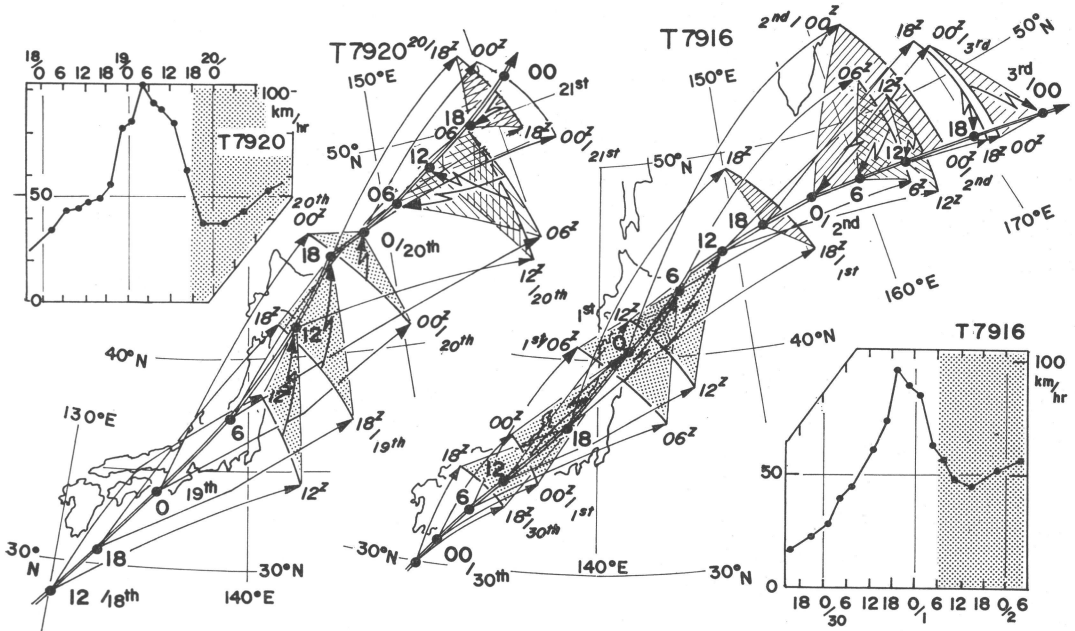 18/ 19/ 20/
0 6 12 18 0 6 12 18 0
100
km/hr
T7920
50
0
T7920
150°E
20/18z
00z
00
21st
18
06
18z
00z/21st
12
50°N
06
20th
00z
0/20th
06z
12z/20th
18
18z
12
00z/20th
40°N
12z
130°E
6
18z/19th
19th
0
12z
30°N
18
30°N
140°E
12/18th
T7916
2nd/00z
150°E
18z
00z/3rd
50°N
3rd/00
06z
12z
18
18z
00z
00z/2nd
12
50°N
18z
6
6z
12z
170°E
0/2nd
18
18z/1st
160°E
12
6
1st
12z
1st/06z
0
40°N
12z
00z
18
06z
18z
12
00z/1st
6
18z/30th
30°N
00/30th
140°E
30°N
T7916
100
km/hr
50
0
18 0/30 6 12 18 0/1 6 12 18 0/2 6